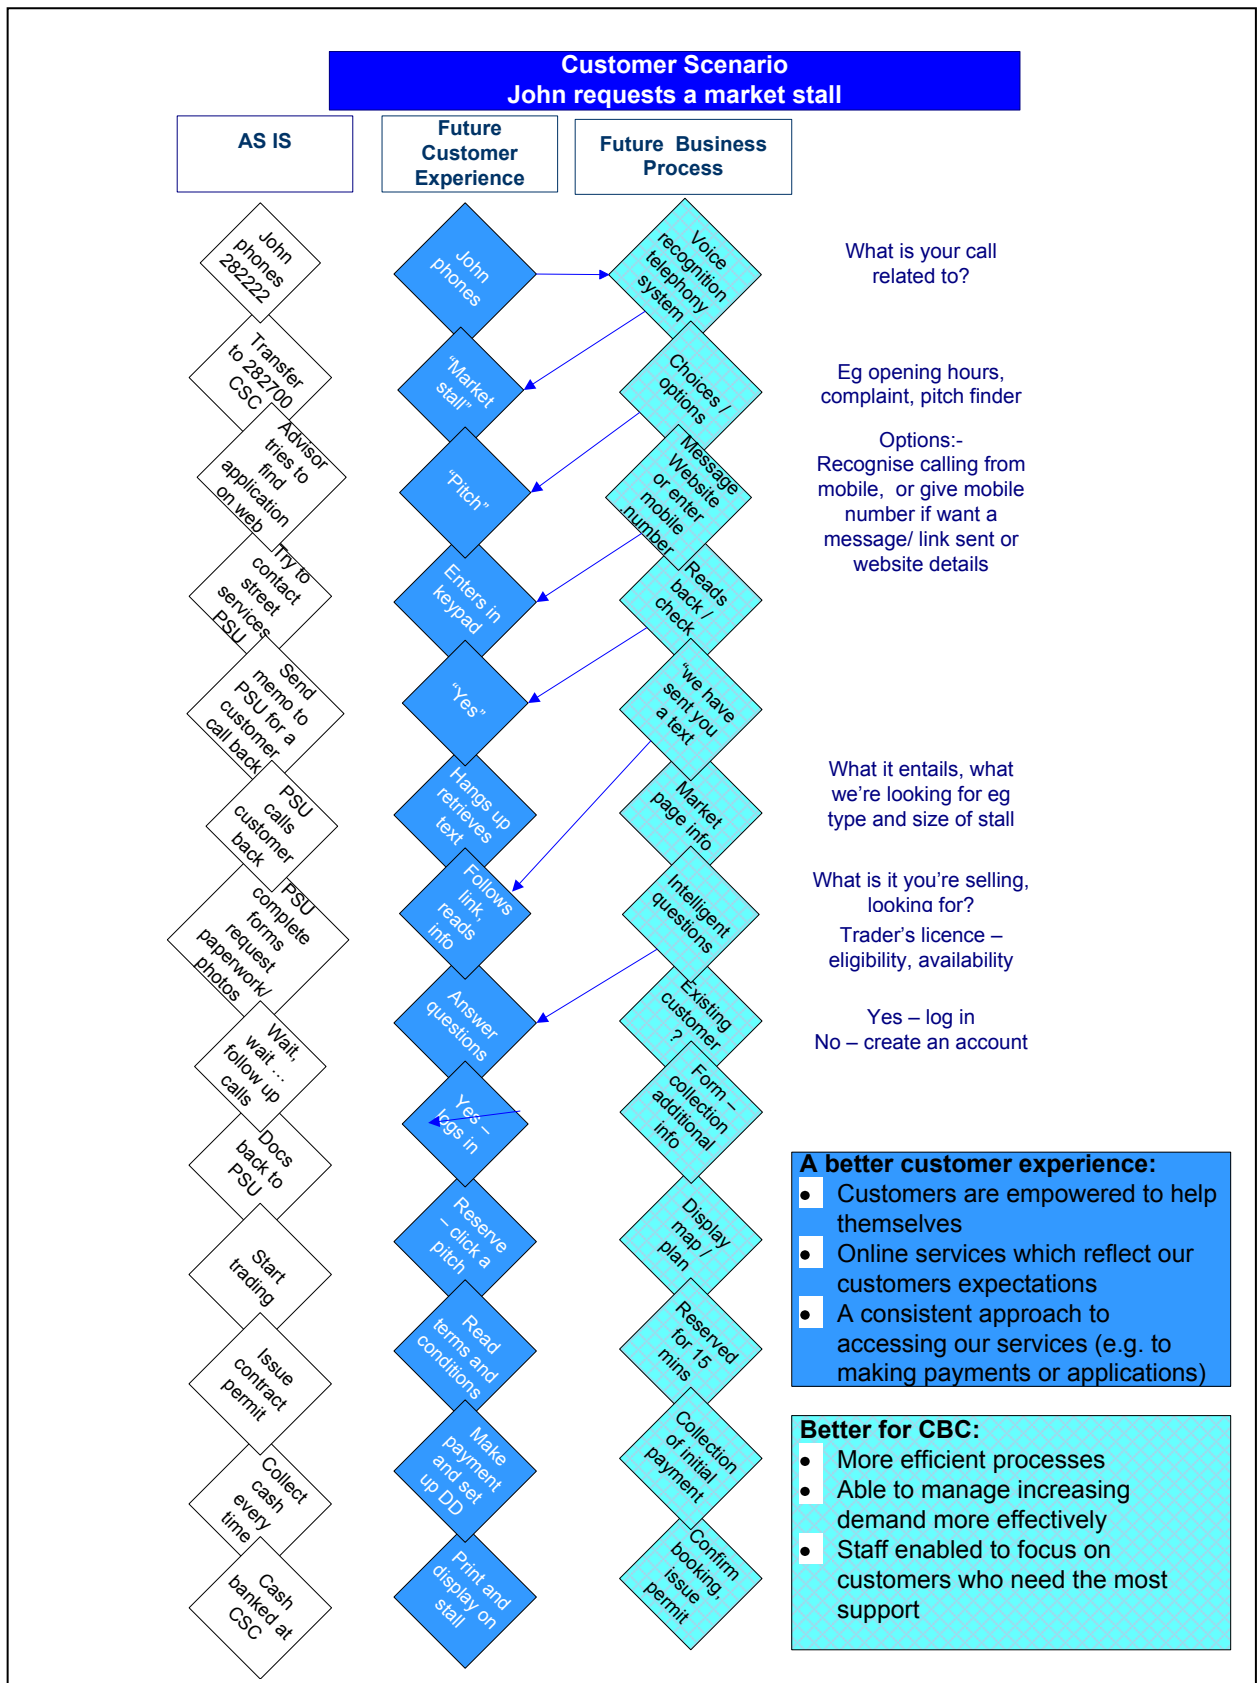 Customer Scenario
John requests a market stall
AS IS
Future
Customer
Experience
Future Business
Process
John
phones
282222
Transfer
to 282700
CSC
Advisor
tries to
find
application
on web
Try to
contact
street
services
PSU
Send
memo to
PSU for a
customer
call back
PSU
calls
customer
back
PSU
complete
forms
request
paperwork/
photos
Wait,
wait …
follow up
calls
Docs
back to
PSU
Start
trading
Issue
contract
permit
Collect
cash
every
time
Cash
banked at
CSC
John
phones
“Market
stall”
“Pitch”
Enters in
keypad
“Yes”
Hangs up
retrieves
text
Follows
link,
reads
info
Answer
questions
Yes –
logs in
Reserve
– click a
pitch
Read
terms and
conditions
Make
payment
and set
up DD
Print and
display on
stall
Voice
recognition
telephony
system
Choices /
options
Message
Website
or enter
mobile
.number
Reads
back /
check
“we have
sent you
a text
Market
page info
Intelligent
questions
Existing
customer
?
Form –
collection
additional
info
Display
map /
plan
Reserved
for 15
mins
Collection
of initial
payment
Confirm
booking,
issue
permit
What is your call
related to?
Eg opening hours,
complaint, pitch finder
Options:-
Recognise calling from
mobile, or give mobile
number if want a
message/ link sent or
website details
What it entails, what
we’re looking for eg
type and size of stall
What is it you’re selling,
looking for?
Trader’s licence –
eligibility, availability
Yes – log in
No – create an account
A better customer experience:
• Customers are empowered to help
themselves
• Online services which reflect our
customers expectations
• A consistent approach to
accessing our services (e.g. to
making payments or applications)
Better for CBC:
• More efficient processes
• Able to manage increasing
demand more effectively
• Staff enabled to focus on
customers who need the most
support